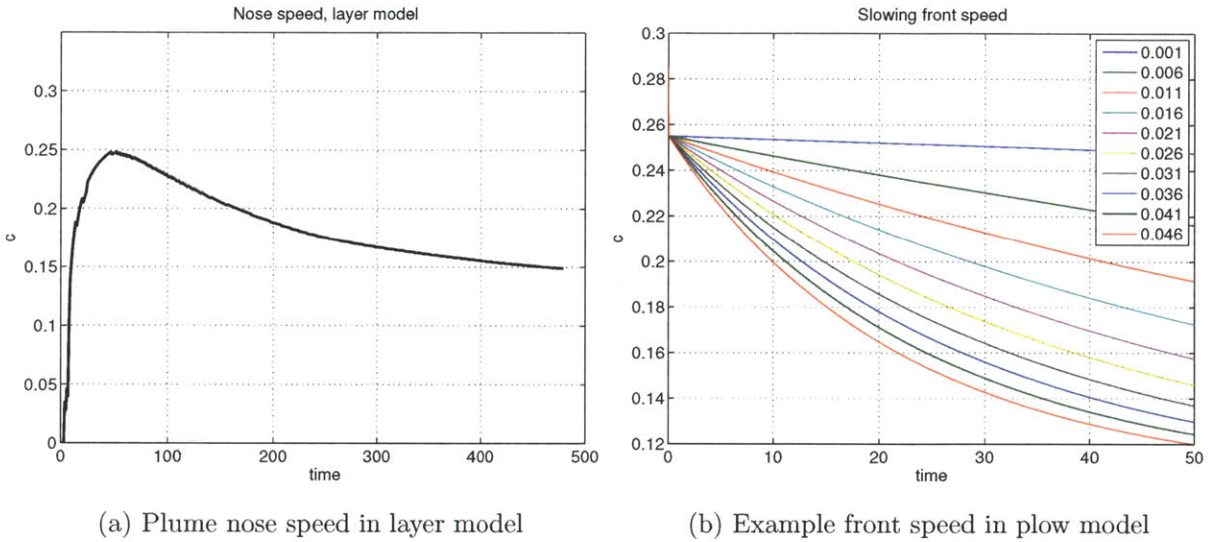 Nose speed, layer model
0.3
0.25
0.2
0.15
0.1
0.05
0
c
0 100 200 300 400 500
time
(a) Plume nose speed in layer model
Slowing front speed
0.3
0.28
0.26
0.24
0.22
0.2
0.18
0.16
0.14
0.12
c
0.001
0.006
0.011
0.016
0.021
0.026
0.031
0.036
0.041
0.046
0 10 20 30 40 50
time
(b) Example front speed in plow model